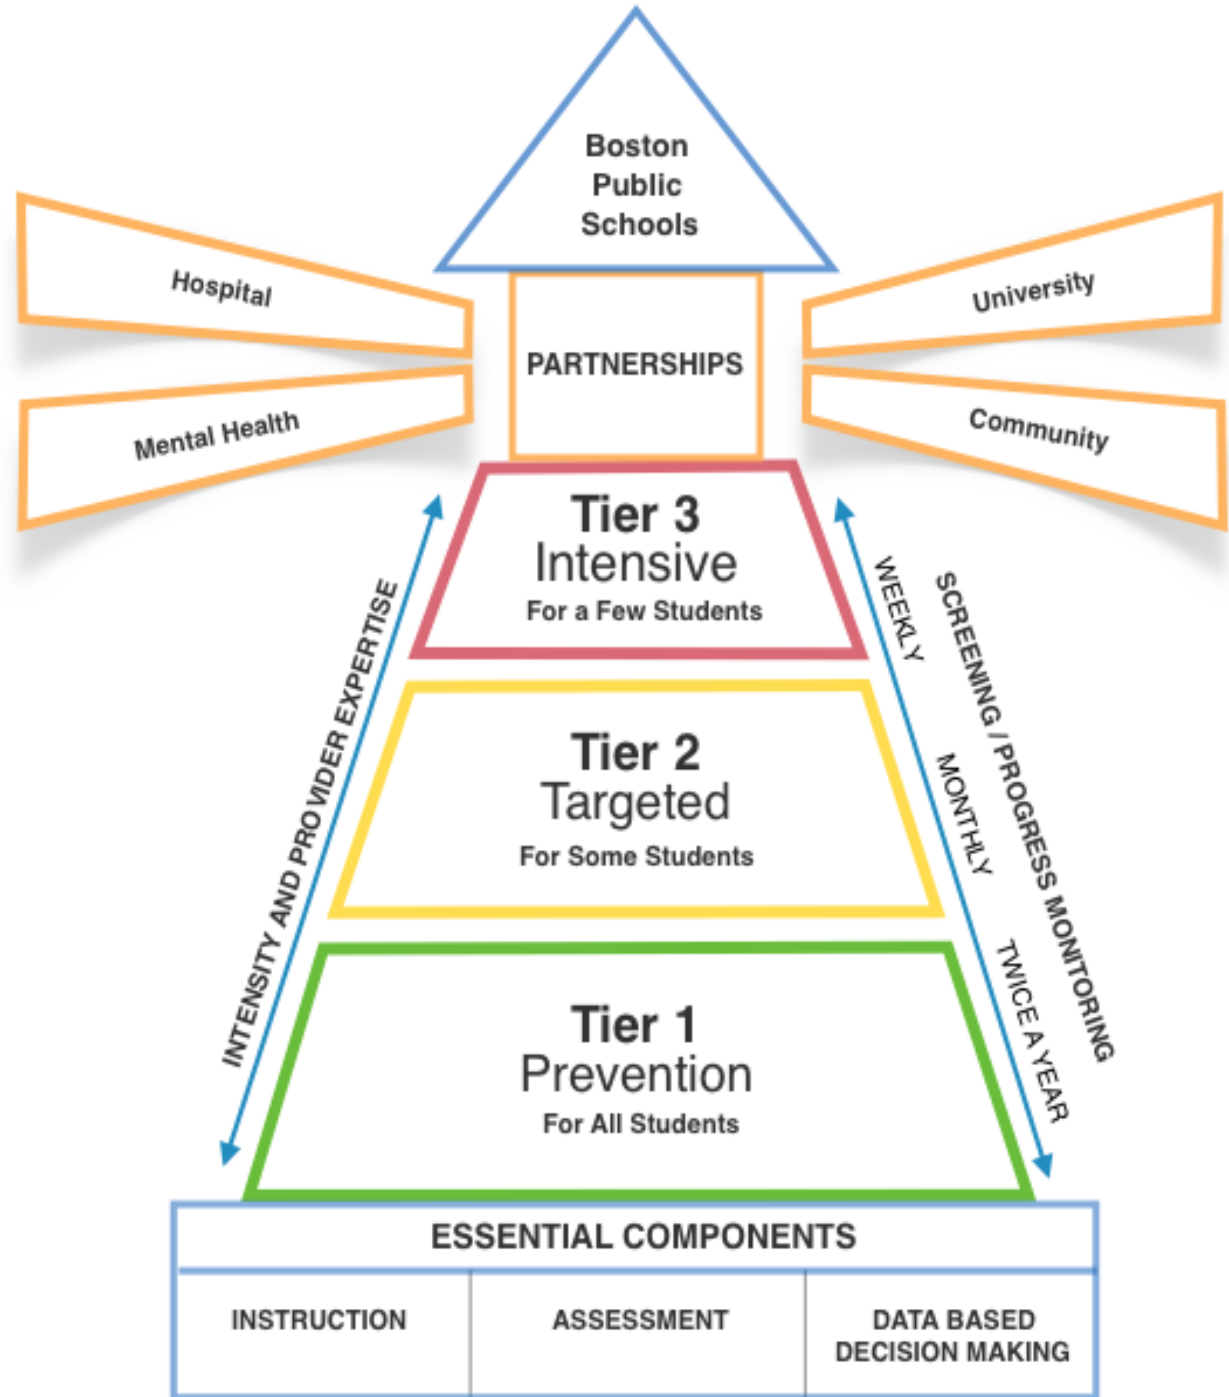 Boston
Public
Schools
Hospital
University
PARTNERSHIPS
Mental Health
Community
Tier 3
Intensive
For a Few Students
INTENSITY AND PROVIDER EXPERTISE
WEEKLY
SCREENING / PROGRESS MONITORING
Tier 2
Targeted
For Some Students
MONTHLY
Tier 1
Prevention
For All Students
TWICE A YEAR
ESSENTIAL COMPONENTS
INSTRUCTION
ASSESSMENT
DATA BASED
DECISION MAKING